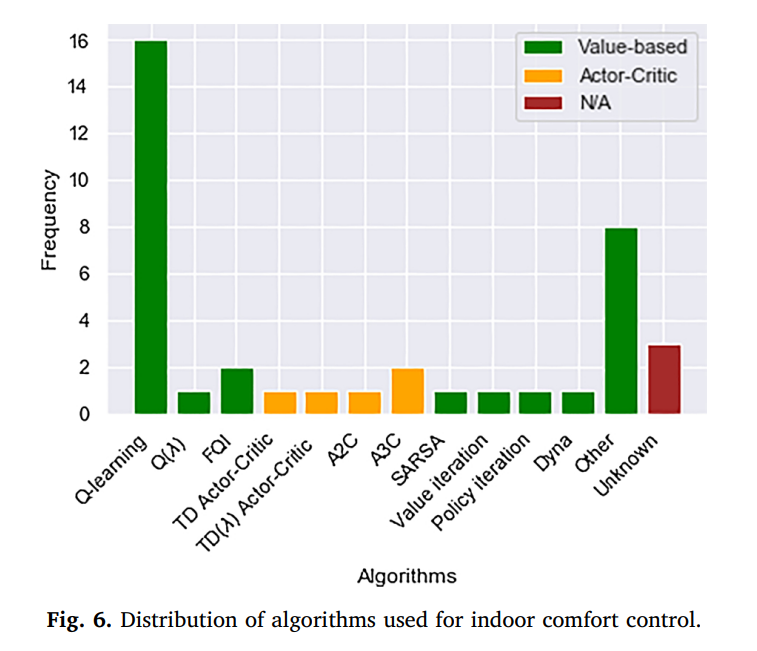 16
14
12
10
8
6
4
2
0
Frequency
Value-based
Actor-Critic
N/A
Q-learning
Q(λ)
FQI
TD Actor-Critic
TD(λ) Actor-Critic
A2C
A3C
SARSA
Value iteration
Policy iteration
Dyna
Other
Unknown
Algorithms
Fig. 6. Distribution of algorithms used for indoor comfort control.